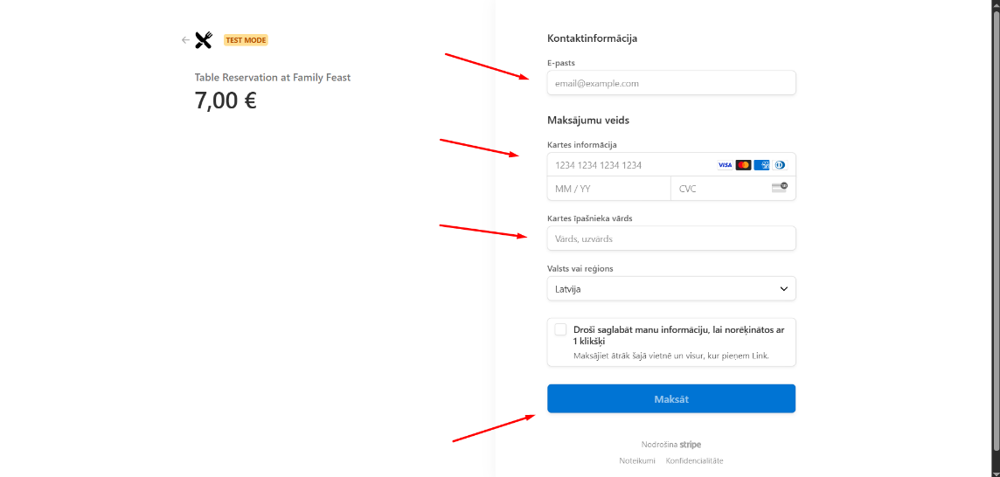 TEST MODE
Table Reservation at Family Feast
7,00 €
Kontaktinformācija
E-pasts
email@example.com
Maksājumu veids
Kartes informācija
1234 1234 1234 1234
VISA
MM / YY
CVC
Kartes īpašnieka vārds
Vārds, uzvārds
Valsts vai reģions
Latvija
Droši saglabāt manu informāciju, lai norēķinātos ar
1 klikšķi
Maksājiet ātrāk šajā vietnē un visur, kur pieņem Link.
Maksāt
Nodrošina stripe
Noteikumi Konfidencialitāte